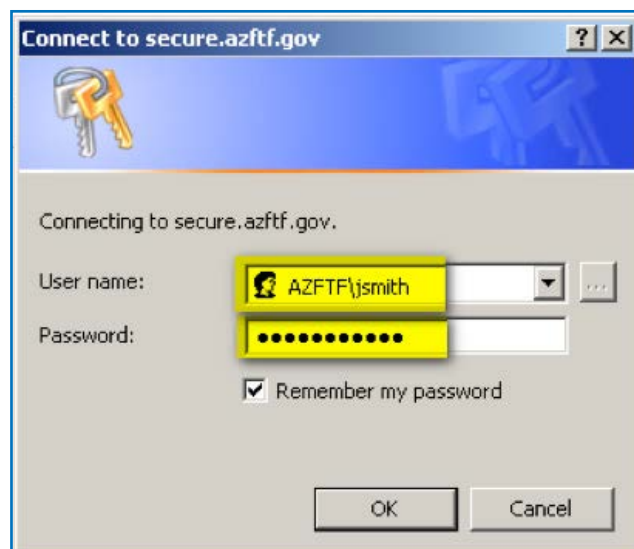 Connect to secure.azftf.gov
Connecting to secure.azftf.gov.
User name: AZFTF\jsmith ...
Password: ●●●●●●●●●●●
Remember my password
OK Cancel